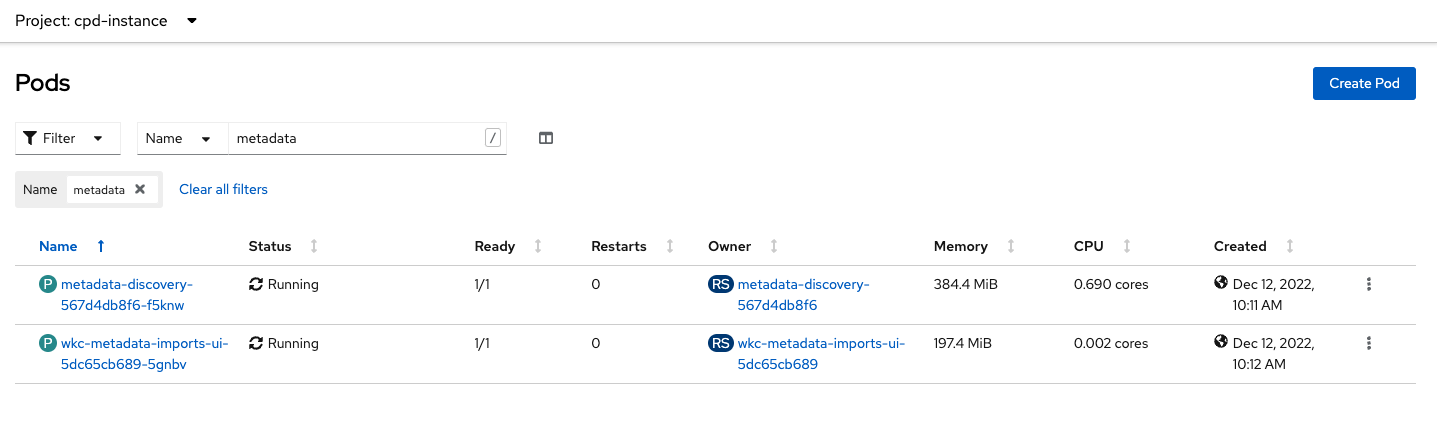 Project: cpd-instance
Pods
Create Pod
Filter Name metadata /
Name metadata Clear all filters
Name Status Ready Restarts Owner Memory CPU Created
P metadata-discovery- Running 1/1 0 RS metadata-discovery- 384.4 MiB 0.690 cores Dec 12, 2022,
567d4db8f6-f5knw 567d4db8f6 10:11 AM
P wkc-metadata-imports-ui- Running 1/1 0 RS wkc-metadata-imports-ui- 197.4 MiB 0.002 cores Dec 12, 2022,
5dc65cb689-5gnbv 5dc65cb689 10:12 AM